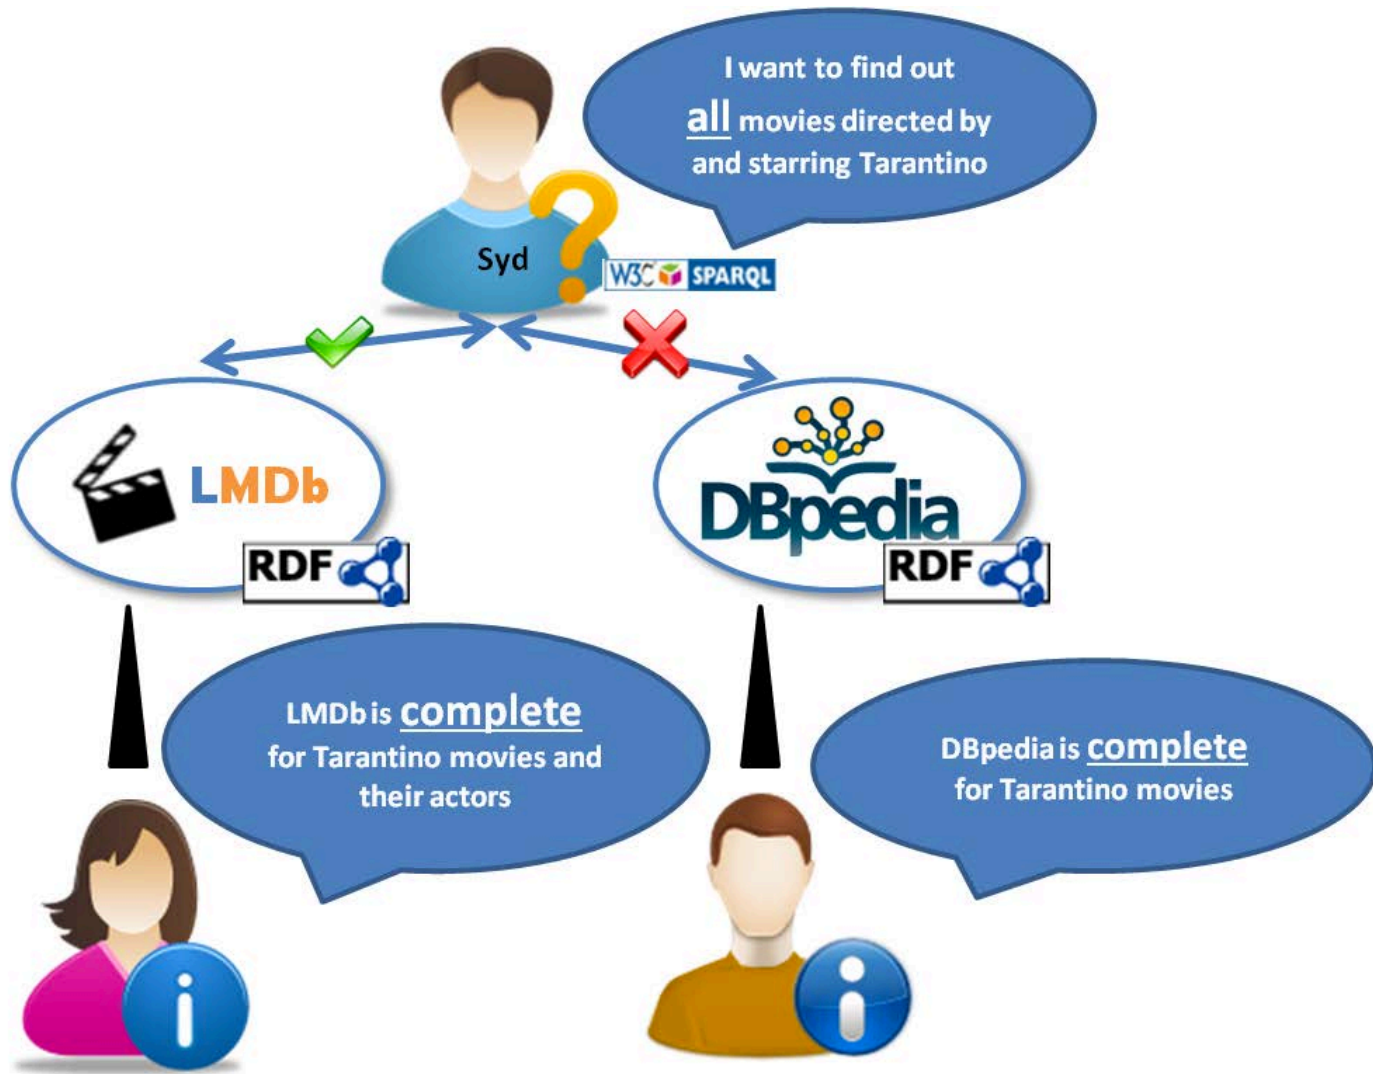 I want to find out
all movies directed by
and starring Tarantino
Syd
W3C SPARQL
LMDb
DBpedia
RDF
RDF
LMDb is complete
for Tarantino movies and
their actors
DBpedia is complete
for Tarantino movies
i
i